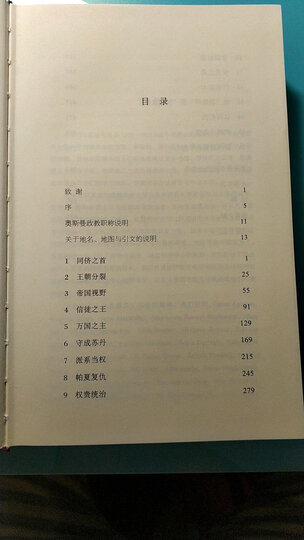 目录
致谢 1
序 5
奥斯曼政教职称说明 11
关于地名、地图与引文的说明 13
1 同侪之首 1
2 王朝分裂 25
3 帝国视野 55
4 信徒之王 91
5 万国之主 129
6 守成苏丹 169
7 派系当权 215
8 帕夏复仇 245
9 权贵统治 279